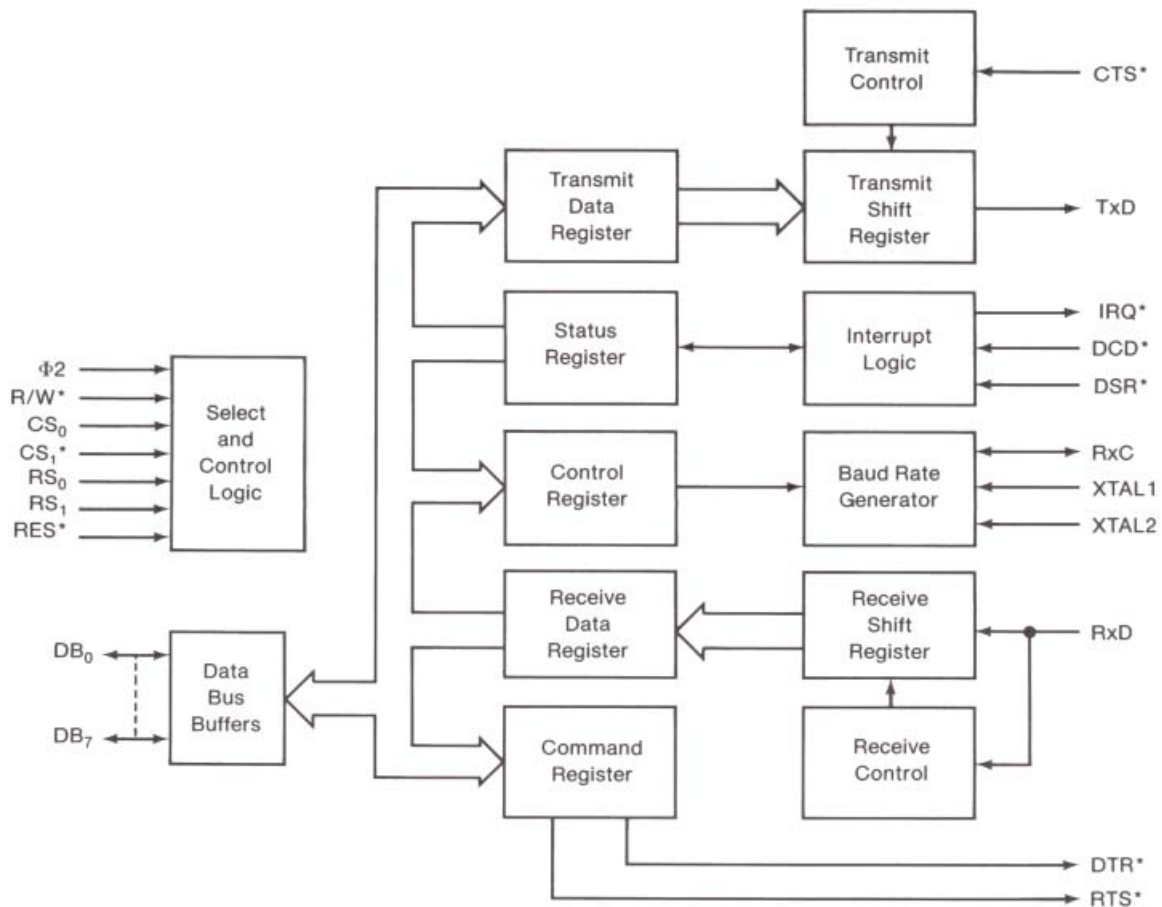 Transmit
Control
CTS*
Transmit
Data
Register
Transmit
Shift
Register
TxD
Status
Register
Interrupt
Logic
IRQ*
DCD*
DSR*
Φ2
R/W*
CS₀
CS₁*
RS₀
RS₁
RES*
Select
and
Control
Logic
Control
Register
Baud Rate
Generator
RxC
XTAL1
XTAL2
Receive
Data
Register
Receive
Shift
Register
RxD
DB₀
DB₇
Data
Bus
Buffers
Command
Register
Receive
Control
DTR*
RTS*